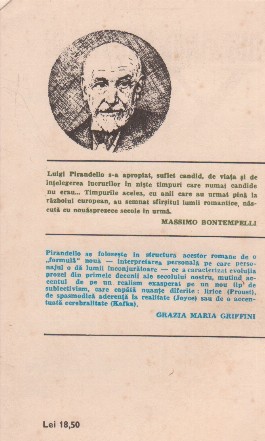 Luigi Pirandello s-a apropiat, suflet candid, de viața și de
înțelegerea lucrurilor în niște timpuri care numai candide
nu erau... Timpurile acelea, cu anii care au urmat pînă la
războiul european, au semnat sfîrșitul lumii romantice, năs-
cută cu nouăsprezece secole în urmă.
MASSIMO BONTEMPELLI
Pirandello se folosește în structura acestor romane de o
„formulă" nouă — interpretarea personală pe care perso-
najul o dă lumii înconjurătoare — ce a caracterizat evoluția
prozei din primele decenii ale secolului nostru, mutînd ac-
centul de pe un realism exasperat pe un nou tip de
subiectivism, care capătă nuanțe diferite: lirice (Proust),
de spasmodică aderență la realitate (Joyce) sau de o accen-
tuată cerebralitate (Kafka).
GRAZIA MARIA GRIFFINI
Lei 18,50